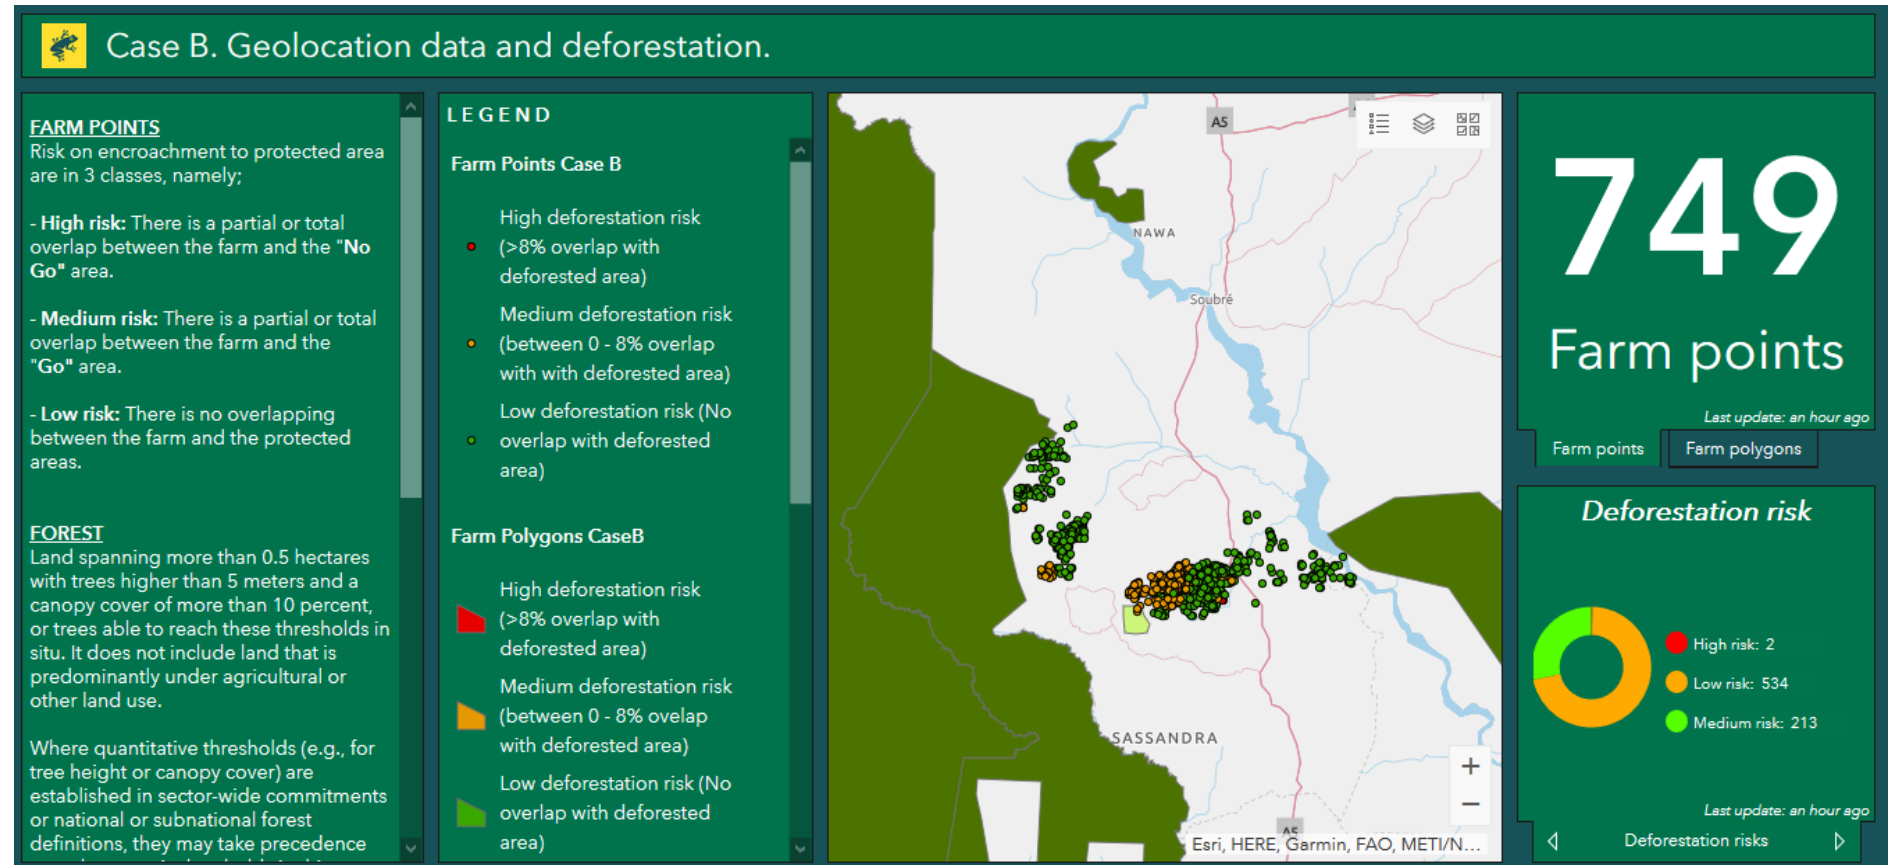 Case B. Geolocation data and deforestation.
FARM POINTS
Risk on encroachment to protected area
are in 3 classes, namely;
- High risk: There is a partial or total
overlap between the farm and the "No
Go" area.
- Medium risk: There is a partial or total
overlap between the farm and the
"Go" area.
- Low risk: There is no overlapping
between the farm and the protected
areas.
FOREST
Land spanning more than 0.5 hectares
with trees higher than 5 meters and a
canopy cover of more than 10 percent,
or trees able to reach these thresholds in
situ. It does not include land that is
predominantly under agricultural or
other land use.
Where quantitative thresholds (e.g., for
tree height or canopy cover) are
established in sector-wide commitments
or national or subnational forest
definitions, they may take precedence
LEGEND
Farm Points Case B
High deforestation risk
(>8% overlap with
deforested area)
Medium deforestation risk
(between 0 - 8% overlap
with with deforested area)
Low deforestation risk (No
overlap with deforested
area)
Farm Polygons CaseB
High deforestation risk
(>8% overlap with
deforested area)
Medium deforestation risk
(between 0 - 8% ovelap
with deforested area)
Low deforestation risk (No
overlap with deforested
area)
A5
NAWA
Soubré
SASSANDRA
A5
Esri, HERE, Garmin, FAO, METI/N...
749
Farm points
Last update: an hour ago
Farm points
Farm polygons
Deforestation risk
High risk: 2
Low risk: 534
Medium risk: 213
Last update: an hour ago
Deforestation risks